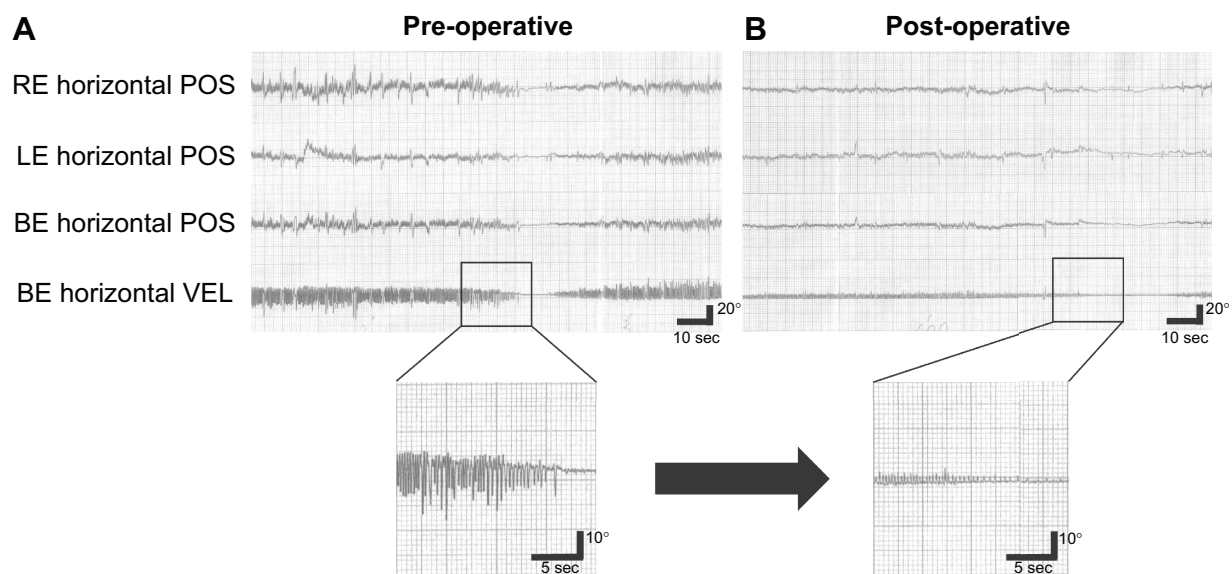 A
Pre-operative
B
Post-operative
RE horizontal POS
LE horizontal POS
BE horizontal POS
BE horizontal VEL
20°
10 sec
20°
10 sec
10°
5 sec
10°
5 sec